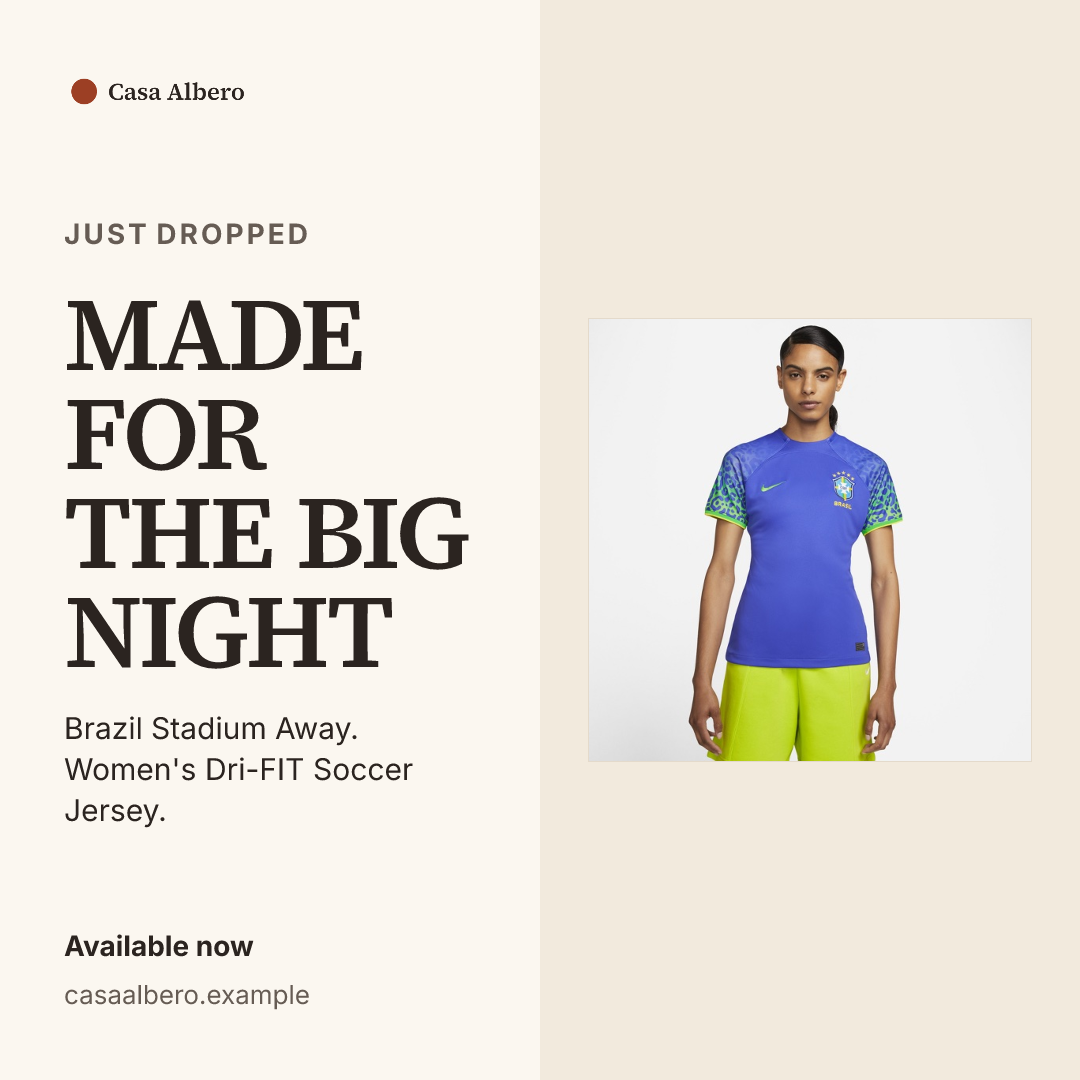 Casa Albero
JUST DROPPED
MADE
FOR
THE BIG
NIGHT
Brazil Stadium Away.
Women's Dri-FIT Soccer
Jersey.
Available now
casaalbero.example
BRASIL